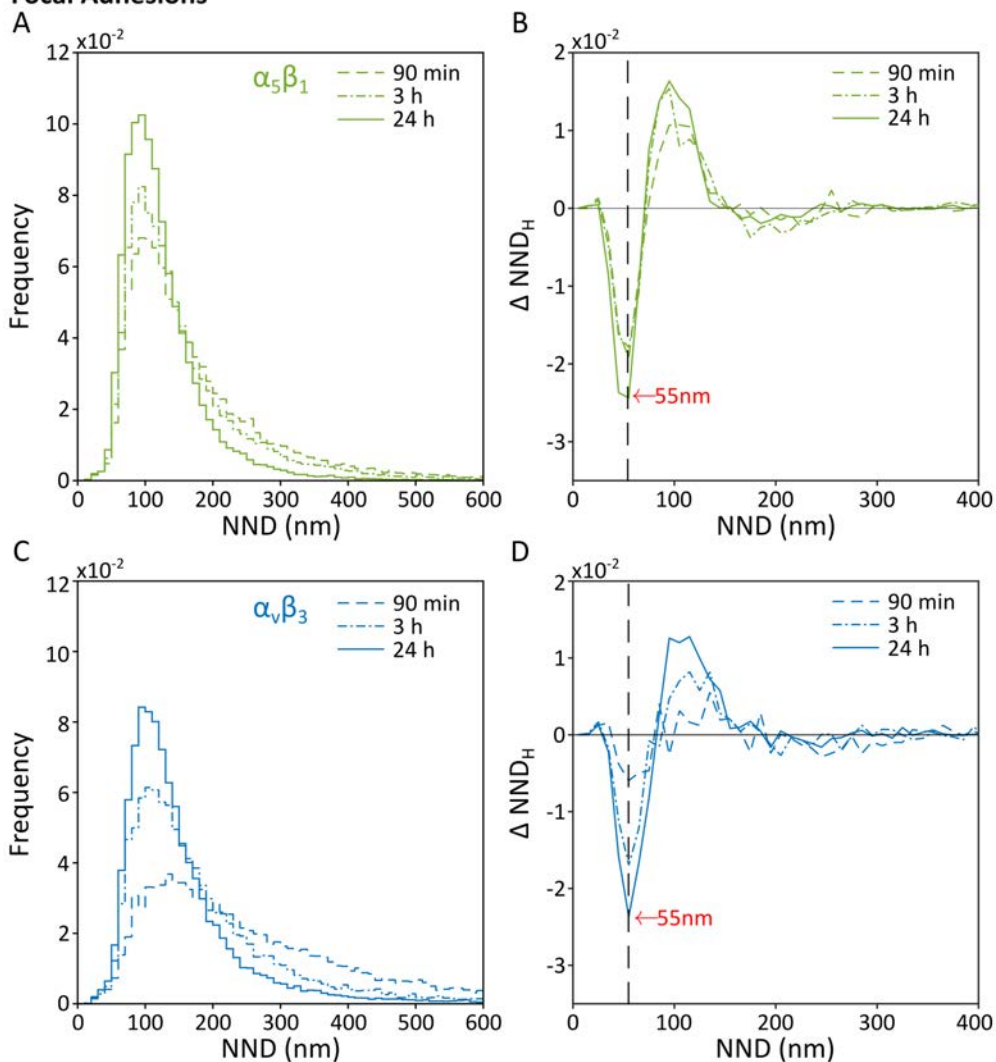 Focal Adhesions
A
x10⁻²
12
10
8
6
4
2
0
Frequency
α₅β₁
90 min
3 h
24 h
0 100 200 300 400 500 600
NND (nm)
B
x10⁻²
2
1
0
-1
-2
-3
Δ NND_H
90 min
3 h
24 h
←55nm
0 100 200 300 400
NND (nm)
C
x10⁻²
12
10
8
6
4
2
0
Frequency
αᵥβ₃
90 min
3 h
24 h
0 100 200 300 400 500 600
NND (nm)
D
x10⁻²
2
1
0
-1
-2
-3
Δ NND_H
90 min
3 h
24 h
←55nm
0 100 200 300 400
NND (nm)